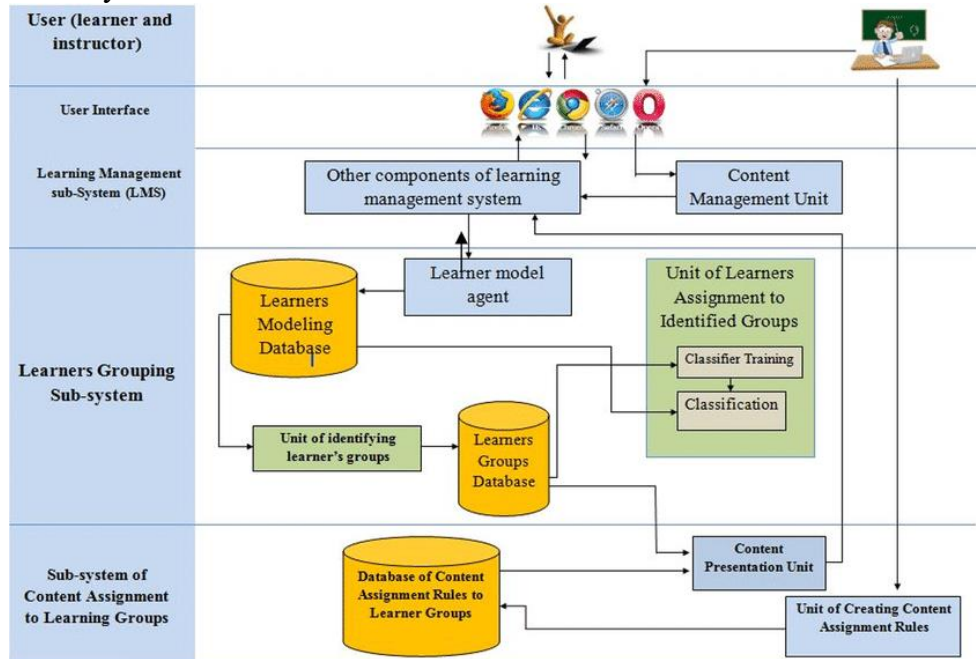 User (learner and
instructor)
User Interface
Learning Management
sub-System (LMS)
Other components of learning
management system
Content
Management Unit
Learners Grouping
Sub-system
Learners
Modeling
Database
Learner model
agent
Unit of Learners
Assignment to
Identified Groups
Classifier Training
Classification
Unit of identifying
learner's groups
Learners
Groups
Database
Sub-system of
Content Assignment
to Learning Groups
Database of Content
Assignment Rules to
Learner Groups
Content
Presentation Unit
Unit of Creating Content
Assignment Rules